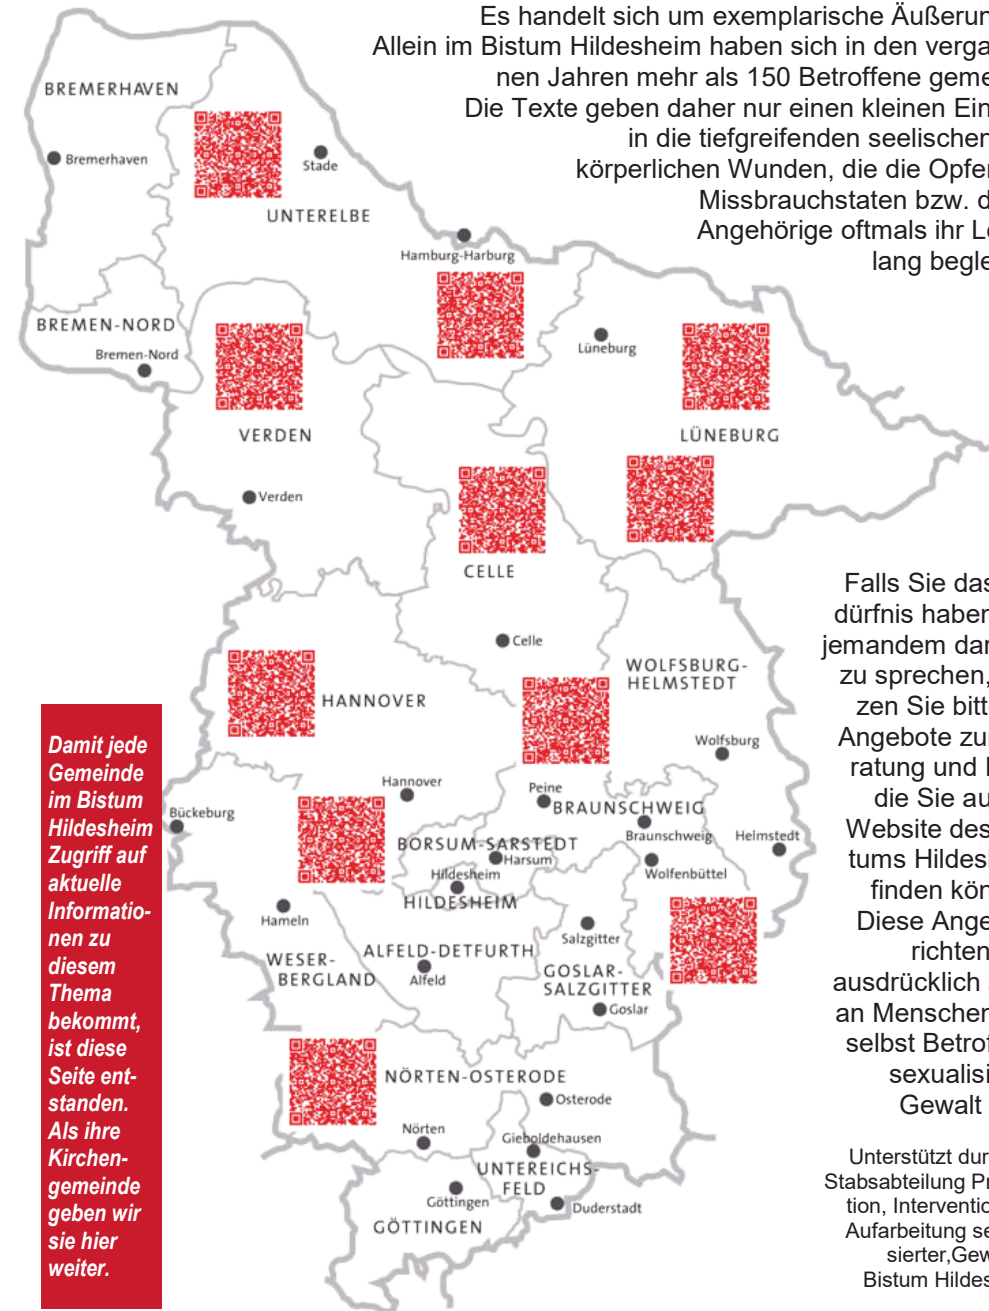 Es handelt sich um exemplarische Äußerun
Allein im Bistum Hildesheim haben sich in den verga
nen Jahren mehr als 150 Betroffene geme
Die Texte geben daher nur einen kleinen Ein
in die tiefgreifenden seelischen
körperlichen Wunden, die die Opfer
Missbrauchstaten bzw. d
Angehörige oftmals ihr Le
lang begle
BREMERHAVEN
Bremerhaven
Stade
UNTERELBE
Hamburg-Harburg
BREMEN-NORD
Bremen-Nord
Lüneburg
VERDEN
LÜNEBURG
Verden
CELLE
Celle
Falls Sie das
dürfnis haben
jemandem dar
zu sprechen,
zen Sie bitte
Angebote zur
ratung und H
die Sie au
Website des
tums Hildesh
finden kön
Diese Ange
richten
ausdrücklich a
an Menschen
selbst Betrof
sexualisi
Gewalt
WOLFSBURG-
HELMSTEDT
HANNOVER
Wolfsburg
Hannover
Peine
BRAUNSCHWEIG
Bückeburg
Braunschweig
Helmstedt
BORSUM-SARSTEDT
Harsum
Hildesheim
Wolfenbüttel
HILDESHEIM
Hameln
Salzgitter
WESER-
BERGLAND
ALFELD-DETFURTH
Alfeld
GOSLAR-
SALZGITTER
Goslar
NÖRTEN-OSTERODE
Osterode
Nörten
Gieboldehausen
UNTEREICHS-
FELD
Göttingen
Duderstadt
GÖTTINGEN
Damit jede
Gemeinde
im Bistum
Hildesheim
Zugriff auf
aktuelle
Informatio-
nen zu
diesem
Thema
bekommt,
ist diese
Seite ent-
standen.
Als ihre
Kirchen-
gemeinde
geben wir
sie hier
weiter.
Unterstützt dur
Stabsabteilung Pr
tion, Interventio
Aufarbeitung se
sierter,Gew
Bistum Hildes